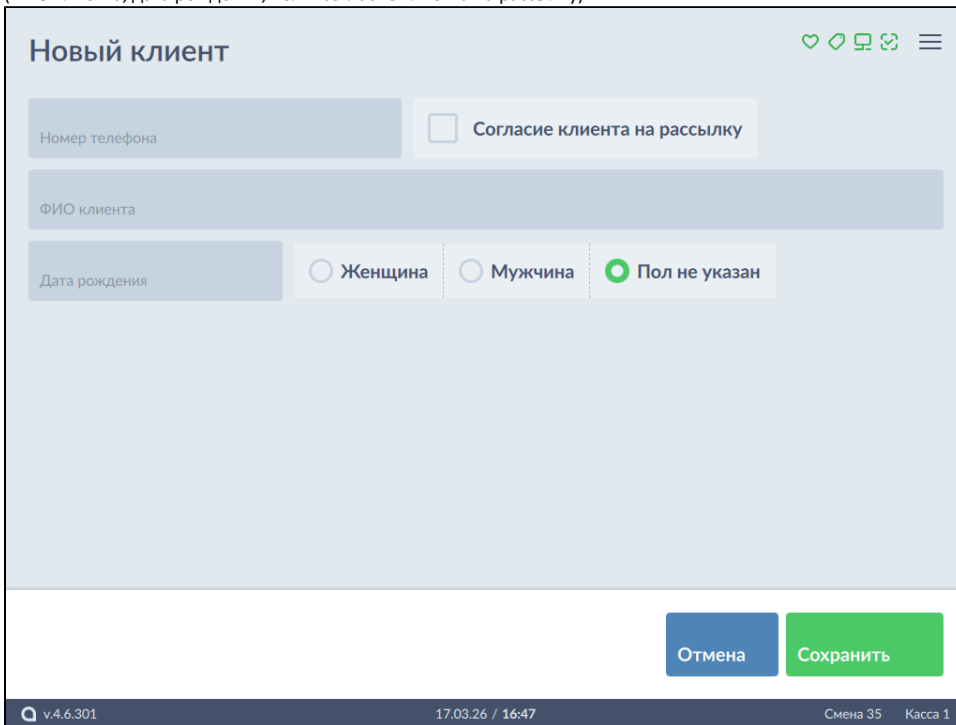 Новый клиент
Номер телефона
Согласие клиента на рассылку
ФИО клиента
Дата рождения
Женщина
Мужчина
Пол не указан
Отмена
Сохранить
v.4.6.301
17.03.26 / 16:47
Смена 35
Касса 1